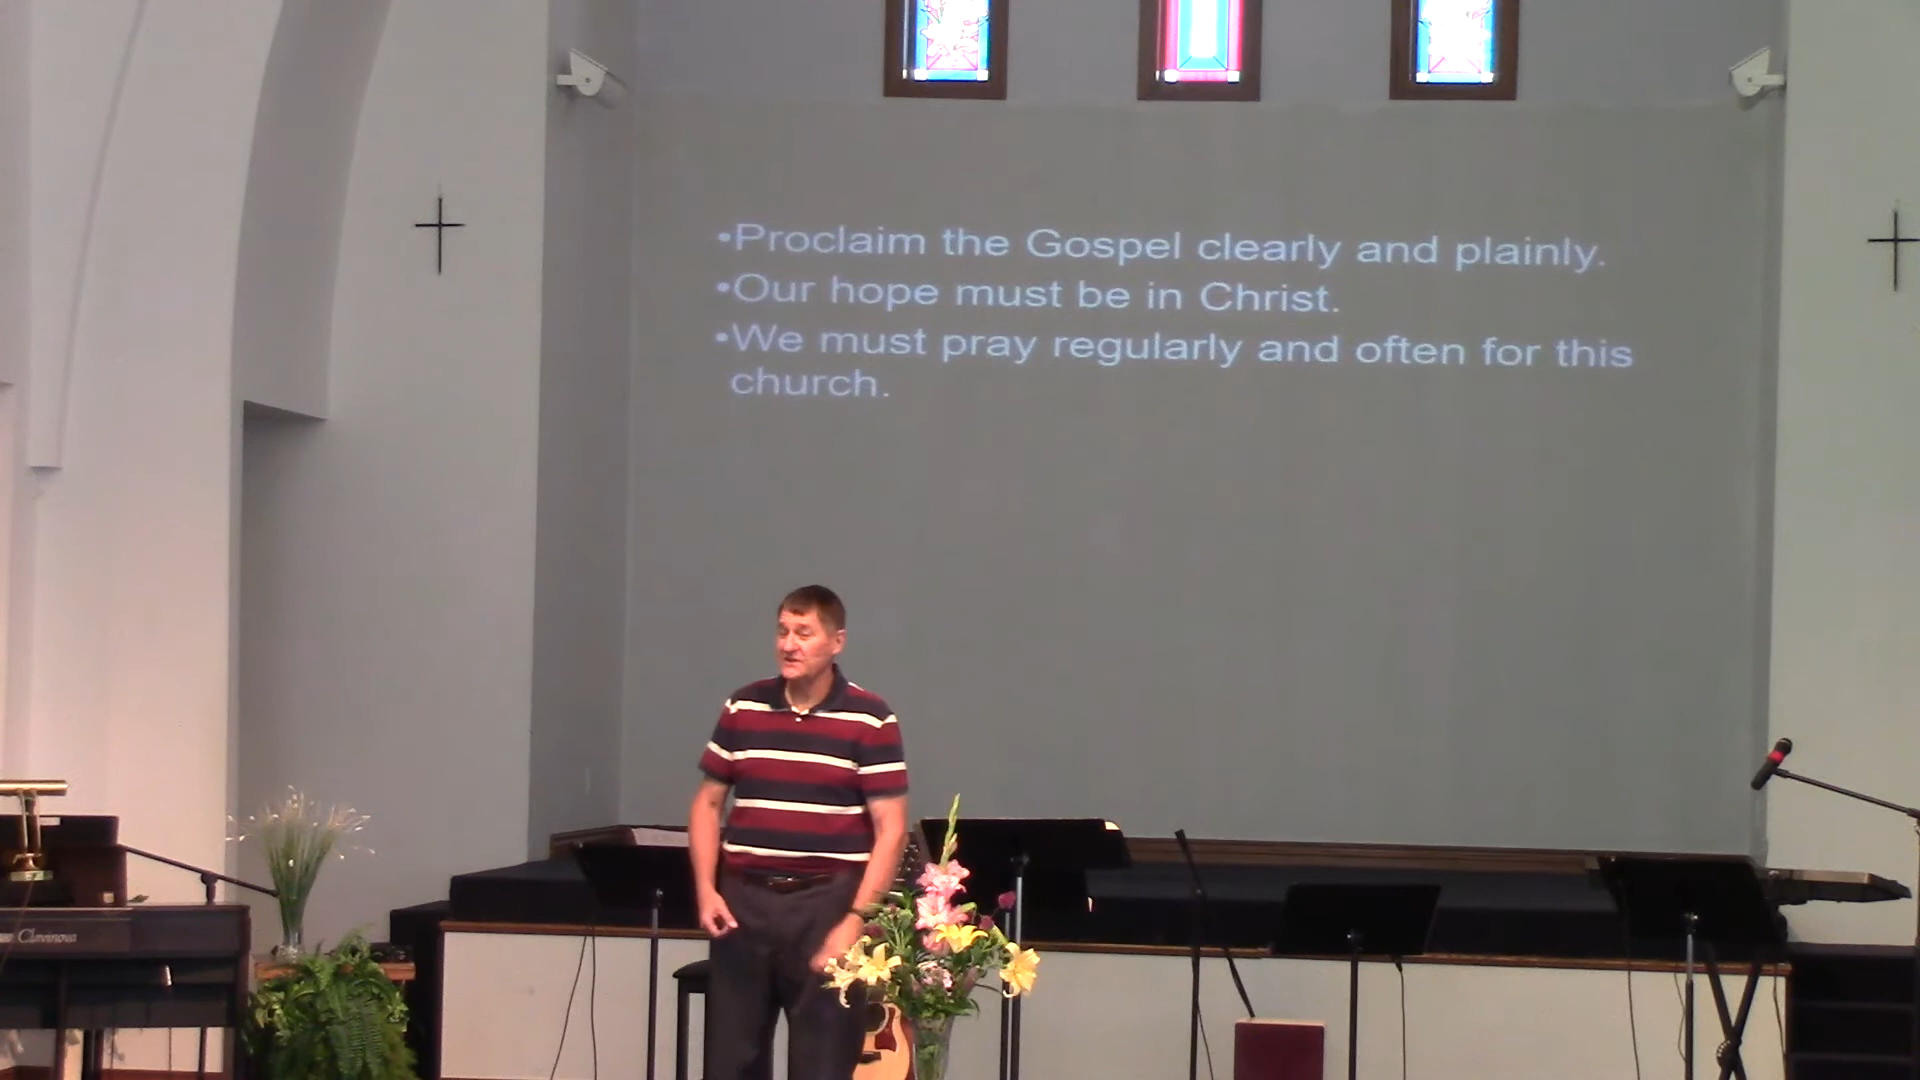 •Proclaim the Gospel clearly and plainly.
•Our hope must be in Christ.
•We must pray regularly and often for this
church.
Clavinova